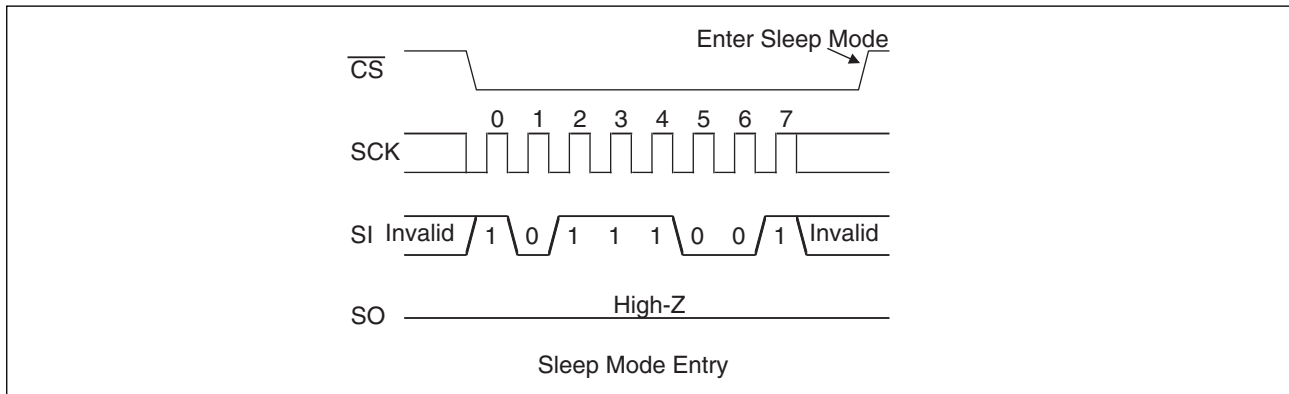 Enter Sleep Mode
CS
0 1 2 3 4 5 6 7
SCK
SI Invalid 1 0 1 1 1 0 0 1 Invalid
High-Z
SO
Sleep Mode Entry